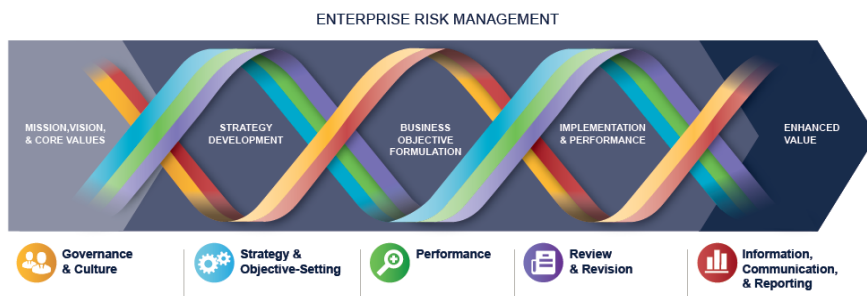 ENTERPRISE RISK MANAGEMENT
MISSION,VISION,
& CORE VALUES
STRATEGY
DEVELOPMENT
BUSINESS
OBJECTIVE
FORMULATION
IMPLEMENTATION
& PERFORMANCE
ENHANCED
VALUE
Governance
& Culture
Strategy &
Objective-Setting
Performance
Review
& Revision
Information,
Communication,
& Reporting